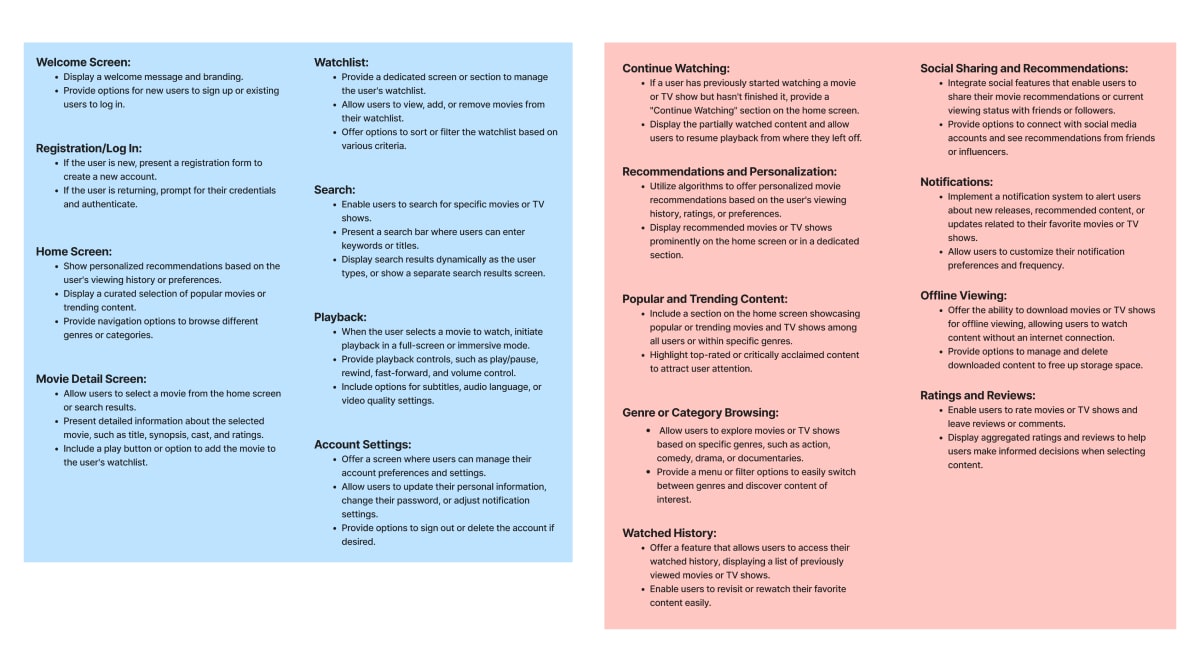 Welcome Screen:
• Display a welcome message and branding.
• Provide options for new users to sign up or existing
users to log in.
Registration/Log In:
• If the user is new, present a registration form to
create a new account.
• If the user is returning, prompt for their credentials
and authenticate.
Home Screen:
• Show personalized recommendations based on the
user's viewing history or preferences.
• Display a curated selection of popular movies or
trending content.
• Provide navigation options to browse different
genres or categories.
Movie Detail Screen:
• Allow users to select a movie from the home screen
or search results.
• Present detailed information about the selected
movie, such as title, synopsis, cast, and ratings.
• Include a play button or option to add the movie to
the user's watchlist.
Watchlist:
• Provide a dedicated screen or section to manage
the user's watchlist.
• Allow users to view, add, or remove movies from
their watchlist.
• Offer options to sort or filter the watchlist based on
various criteria.
Search:
• Enable users to search for specific movies or TV
shows.
• Present a search bar where users can enter
keywords or titles.
• Display search results dynamically as the user
types, or show a separate search results screen.
Playback:
• When the user selects a movie to watch, initiate
playback in a full-screen or immersive mode.
• Provide playback controls, such as play/pause,
rewind, fast-forward, and volume control.
• Include options for subtitles, audio language, or
video quality settings.
Account Settings:
• Offer a screen where users can manage their
account preferences and settings.
• Allow users to update their personal information,
change their password, or adjust notification
settings.
• Provide options to sign out or delete the account if
desired.
Continue Watching:
• If a user has previously started watching a movie
or TV show but hasn't finished it, provide a
"Continue Watching" section on the home screen.
• Display the partially watched content and allow
users to resume playback from where they left off.
Recommendations and Personalization:
• Utilize algorithms to offer personalized movie
recommendations based on the user's viewing
history, ratings, or preferences.
• Display recommended movies or TV shows
prominently on the home screen or in a dedicated
section.
Popular and Trending Content:
• Include a section on the home screen showcasing
popular or trending movies and TV shows among
all users or within specific genres.
• Highlight top-rated or critically acclaimed content
to attract user attention.
Genre or Category Browsing:
• Allow users to explore movies or TV shows
based on specific genres, such as action,
comedy, drama, or documentaries.
• Provide a menu or filter options to easily switch
between genres and discover content of
interest.
Watched History:
• Offer a feature that allows users to access their
watched history, displaying a list of previously
viewed movies or TV shows.
• Enable users to revisit or rewatch their favorite
content easily.
Social Sharing and Recommendations:
• Integrate social features that enable users to
share their movie recommendations or current
viewing status with friends or followers.
• Provide options to connect with social media
accounts and see recommendations from friends
or influencers.
Notifications:
• Implement a notification system to alert users
about new releases, recommended content, or
updates related to their favorite movies or TV
shows.
• Allow users to customize their notification
preferences and frequency.
Offline Viewing:
• Offer the ability to download movies or TV shows
for offline viewing, allowing users to watch
content without an internet connection.
• Provide options to manage and delete
downloaded content to free up storage space.
Ratings and Reviews:
• Enable users to rate movies or TV shows and
leave reviews or comments.
• Display aggregated ratings and reviews to help
users make informed decisions when selecting
content.